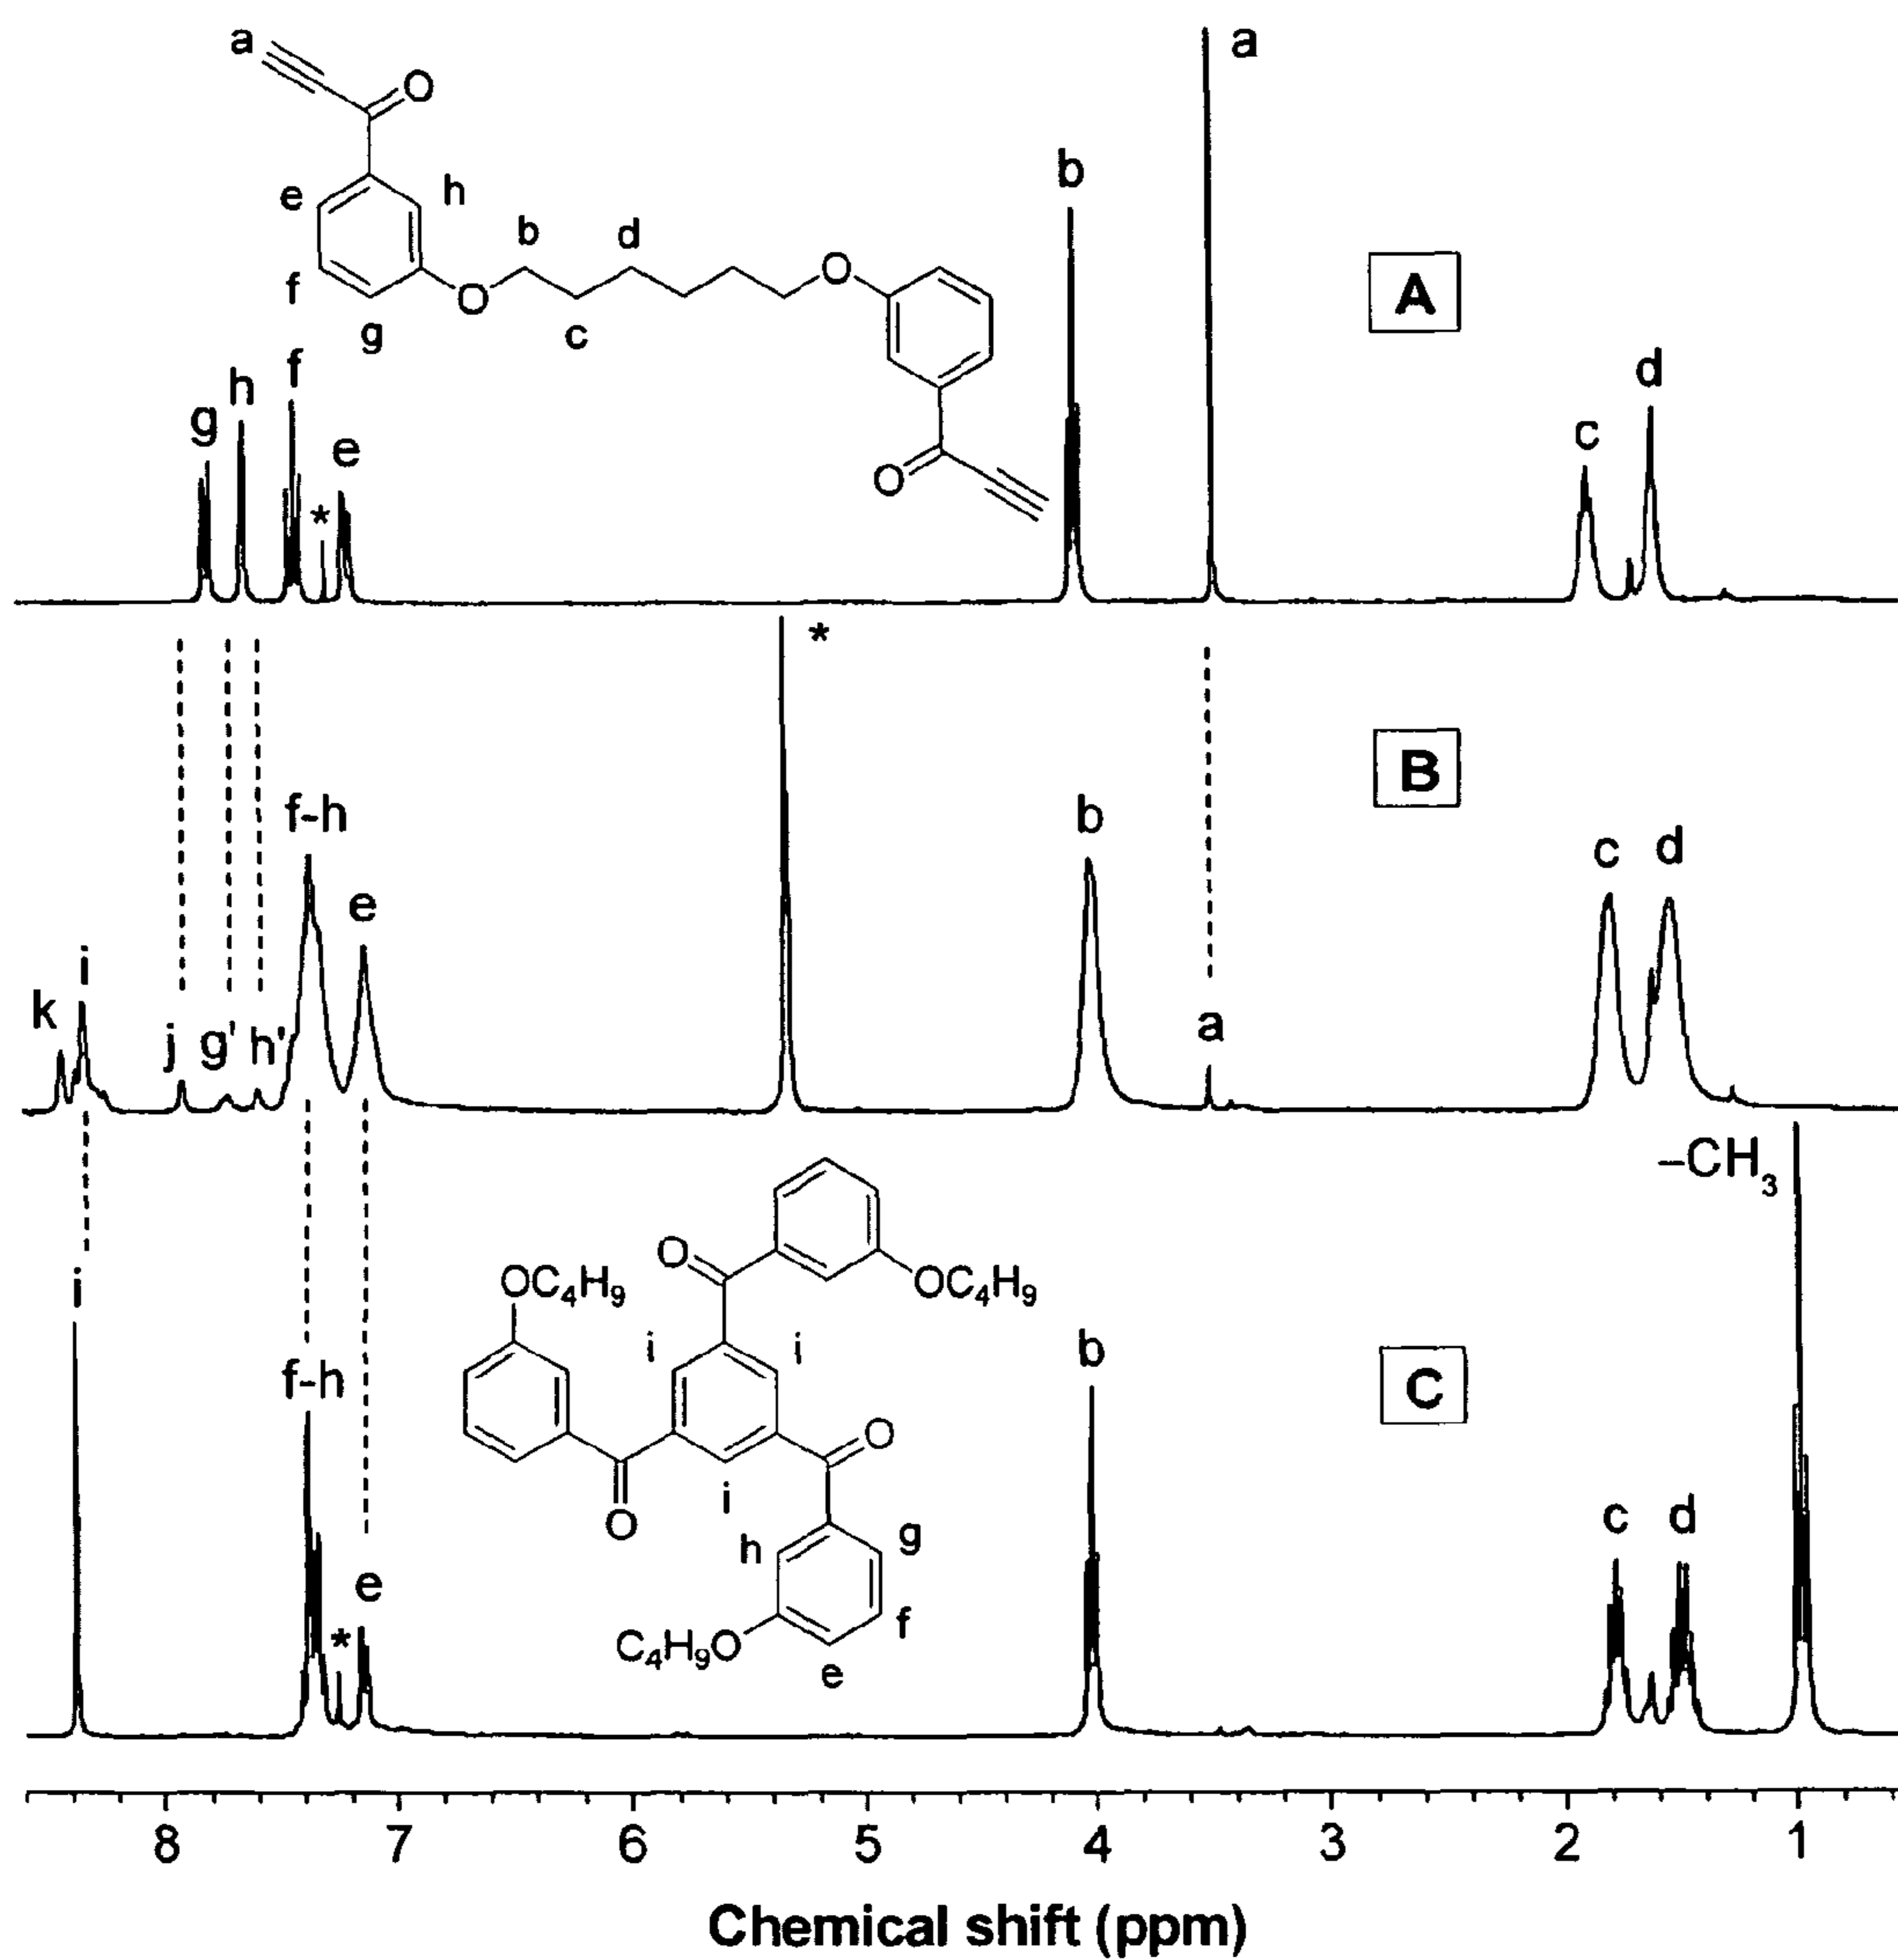 a
O
a
b
e
h
b
d
O
A
f
O
g
c
f
d
h
g
c
e
O
*
*
B
b
f-h
c
d
e
i
k
a
j
g'
h'
–CH3
O
OC4H9
OC4H9
i
i
i
b
f-h
C
O
i
O
c
d
h
g
e
f
*
C4H9O
e
8
7
6
5
4
3
2
1
Chemical shift (ppm)